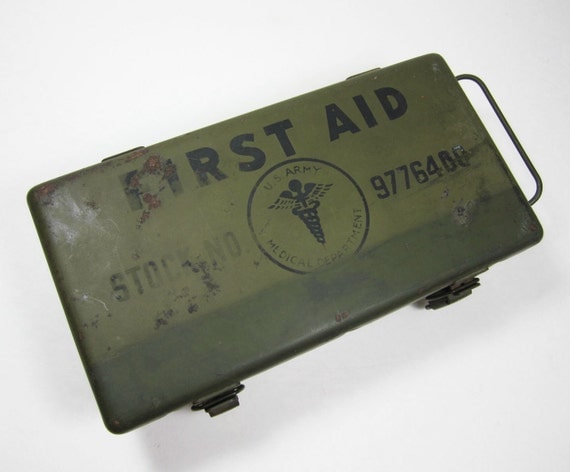 FIRST AID
U.S. ARMY
MEDICAL DEPARTMENT
STOCK NO. 9776400